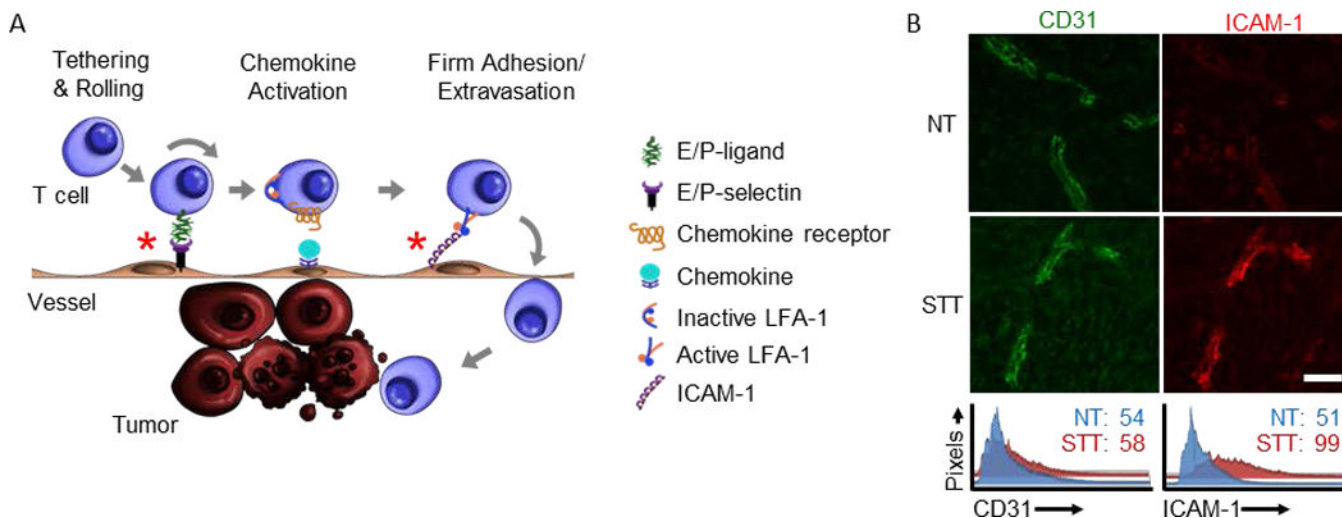 A
Tethering
& Rolling
Chemokine
Activation
Firm Adhesion/
Extravasation
T cell
*
*
Vessel
Tumor
E/P-ligand
E/P-selectin
Chemokine receptor
Chemokine
Inactive LFA-1
Active LFA-1
ICAM-1
B
CD31
ICAM-1
NT
STT
Pixels
NT: 54
STT: 58
NT: 51
STT: 99
CD31
ICAM-1